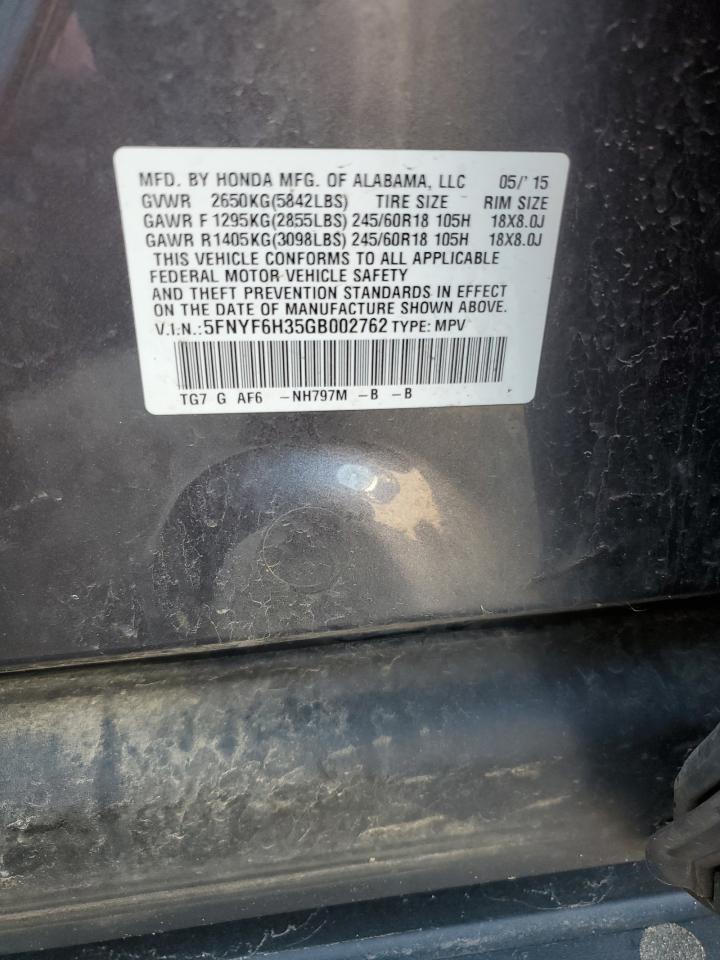 MFD. BY HONDA MFG. OF ALABAMA, LLC 05/'15
GVWR 2650KG(5842LBS) TIRE SIZE RIM SIZE
GAWR F 1295KG(2855LBS) 245/60R18 105H 18X8.0J
GAWR R1405KG(3098LBS) 245/60R18 105H 18X8.0J
THIS VEHICLE CONFORMS TO ALL APPLICABLE
FEDERAL MOTOR VEHICLE SAFETY
AND THEFT PREVENTION STANDARDS IN EFFECT
ON THE DATE OF MANUFACTURE SHOWN ABOVE.
V.I.N.:5FNYF6H35GB002762 TYPE: MPV
TG7 G AF6 -NH797M -B -B